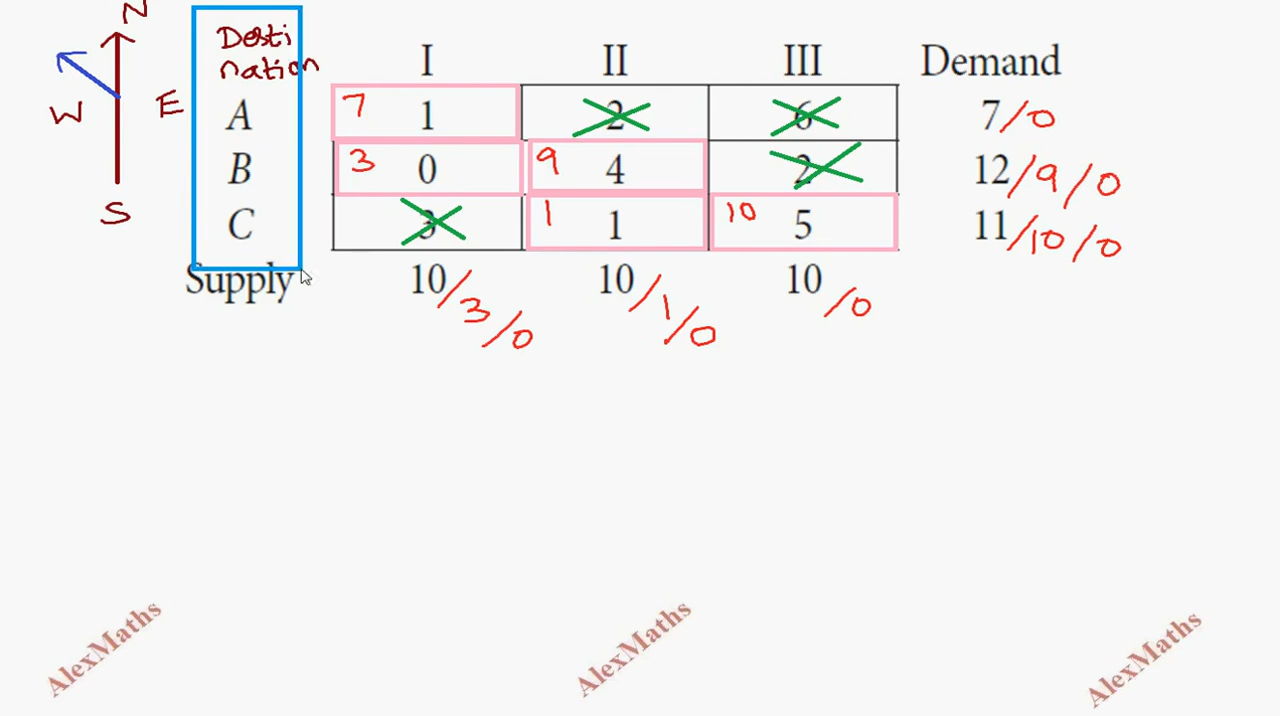 N
W E
S
Desti
nation
I II III Demand
A 7 1 2 6 7/0
B 3 0 9 4 2 12/9/0
C 3 1 1 10 5 11/10/0
Supply 10/3/0 10/1/0 10/0
AlexMaths AlexMaths AlexMaths